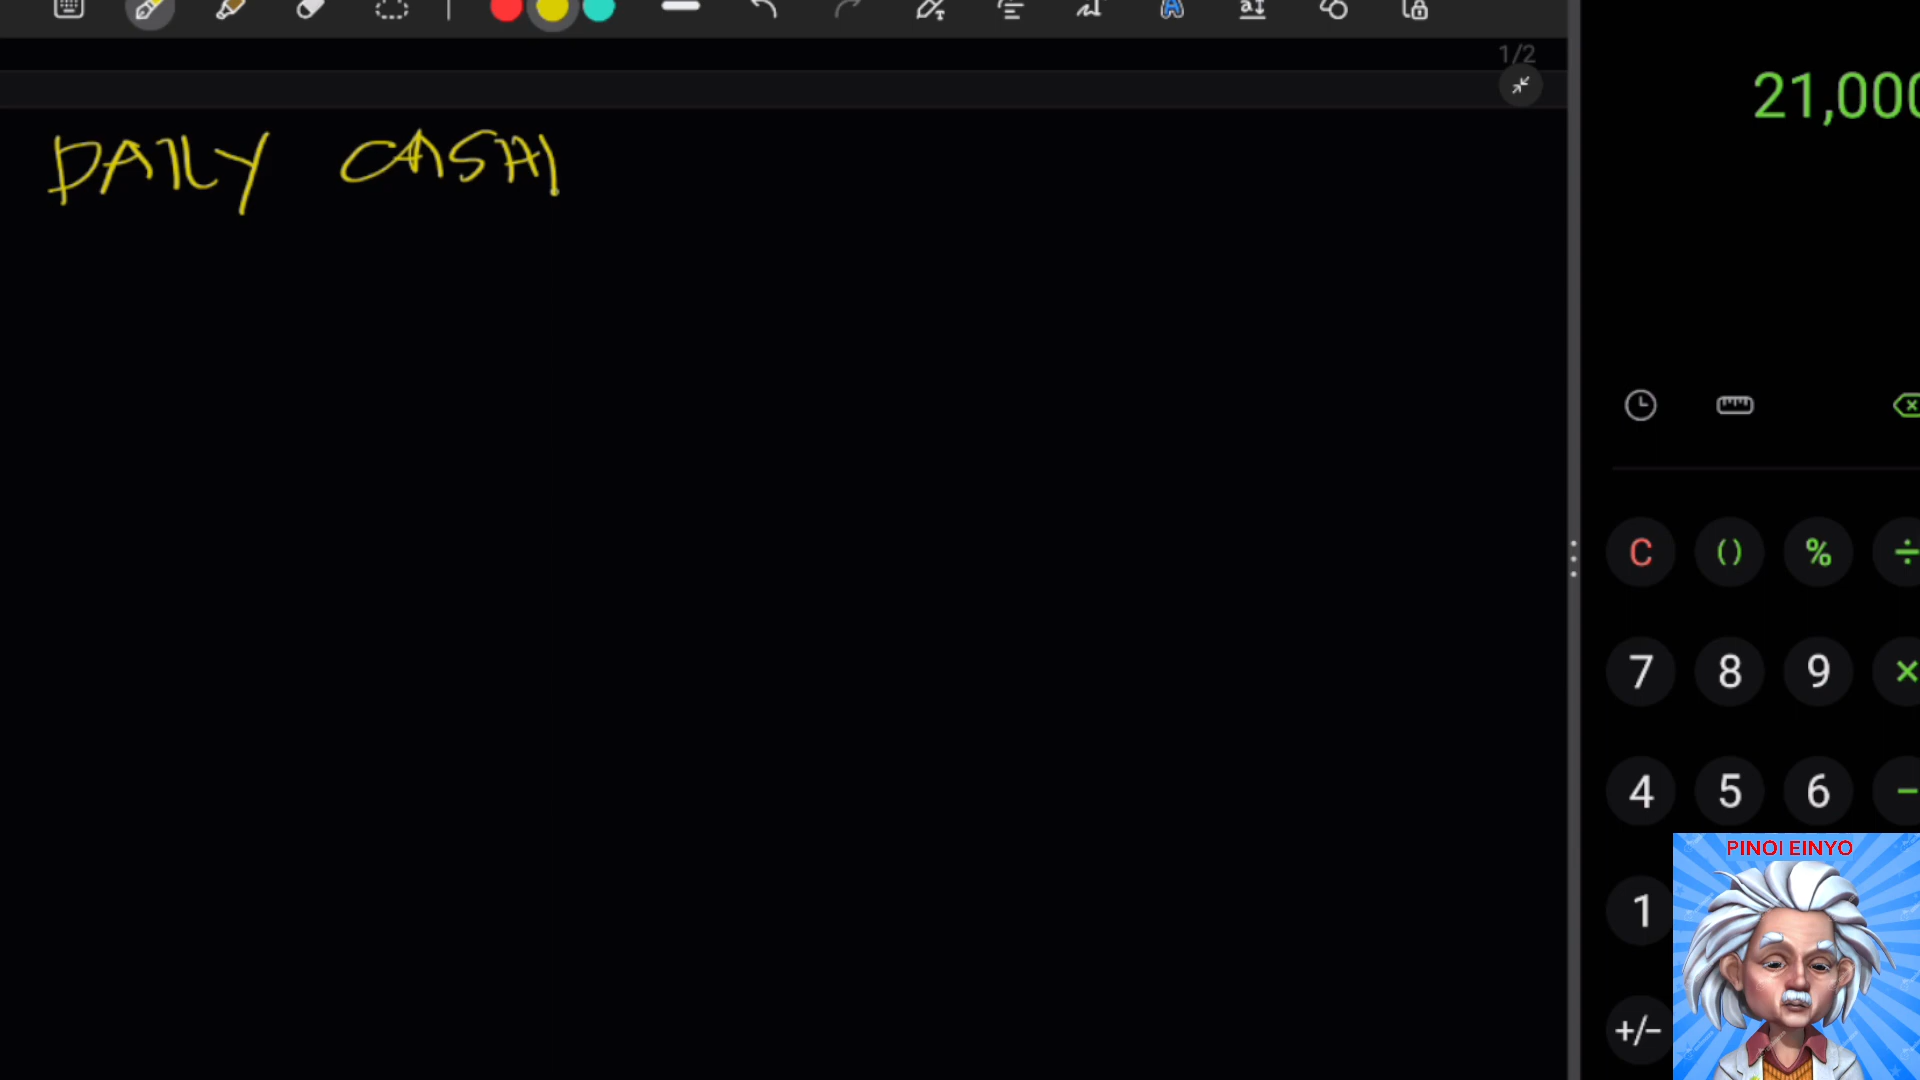 1/2
21,000
DAILY CASH
C () % ÷
7 8 9 ×
4 5 6 −
1
+/−
PINOI EINYO